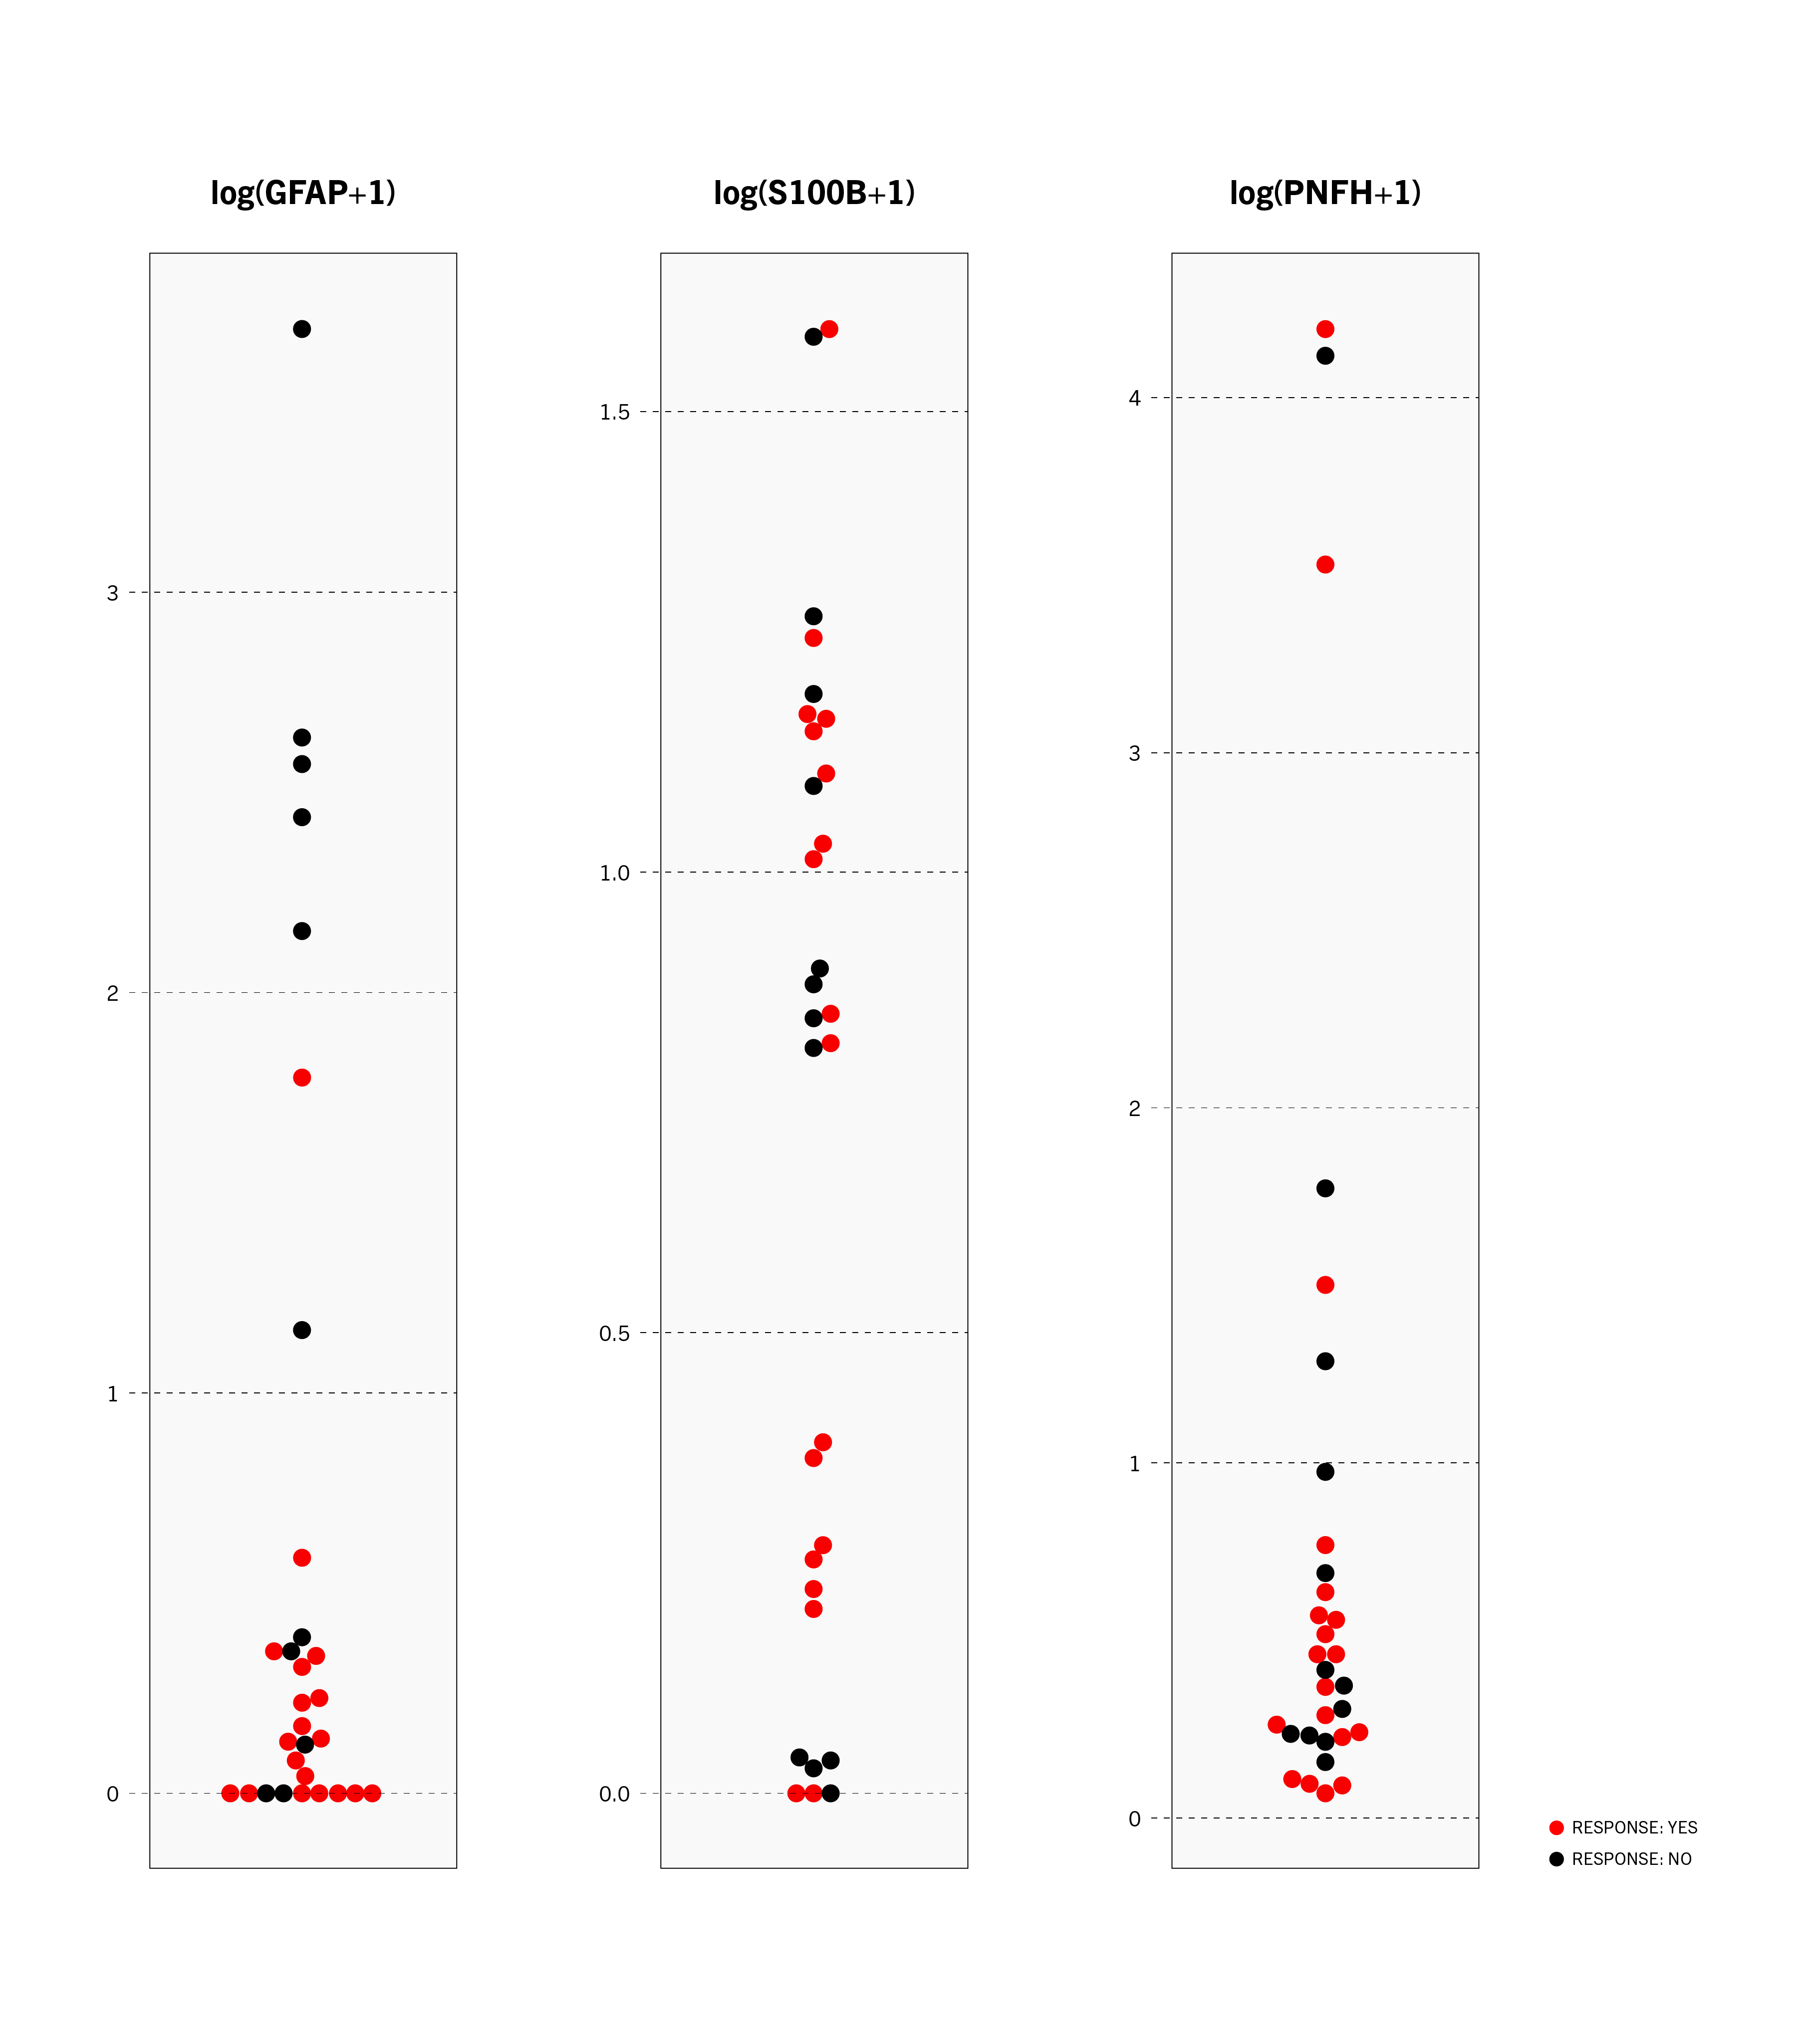 log(GFAP+1)
log(S100B+1)
log(PNFH+1)
3
2
1
0
1.5
1.0
0.5
0.0
4
3
2
1
0
RESPONSE: YES
RESPONSE: NO